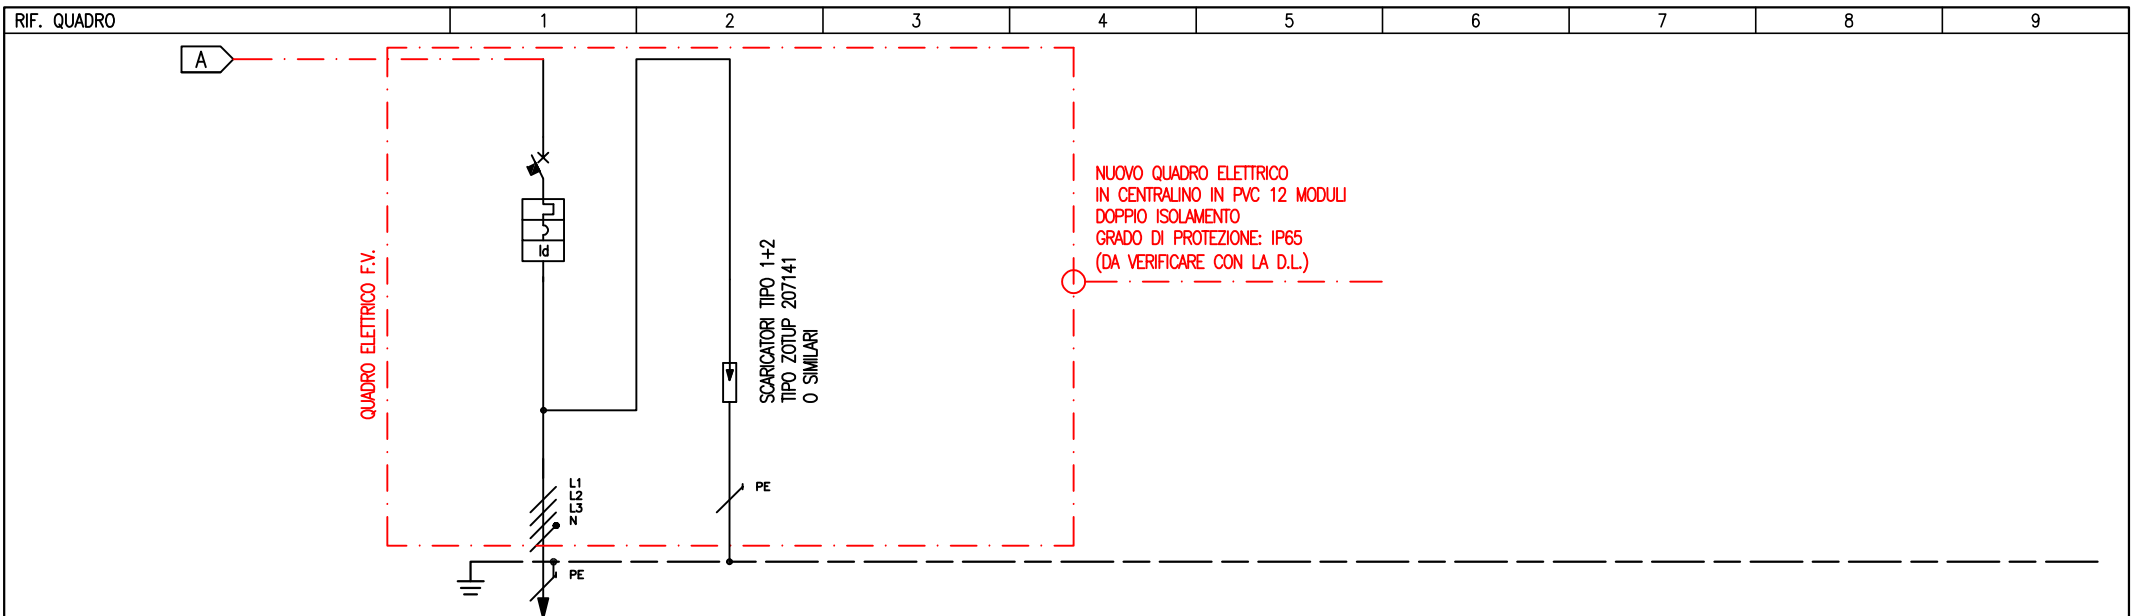 RIF. QUADRO 1 2 3 4 5 6 7 8 9
A
NUOVO QUADRO ELETTRICO
IN CENTRALINO IN PVC 12 MODULI
DOPPIO ISOLAMENTO
GRADO DI PROTEZIONE: IP65
(DA VERIFICARE CON LA D.L.)
Id
QUADRO ELETTRICO F.V.
SCARICATORI TIPO 1+2
TIPO ZOTUP 207141
O SIMILARI
L1
L2
L3
N
PE
PE